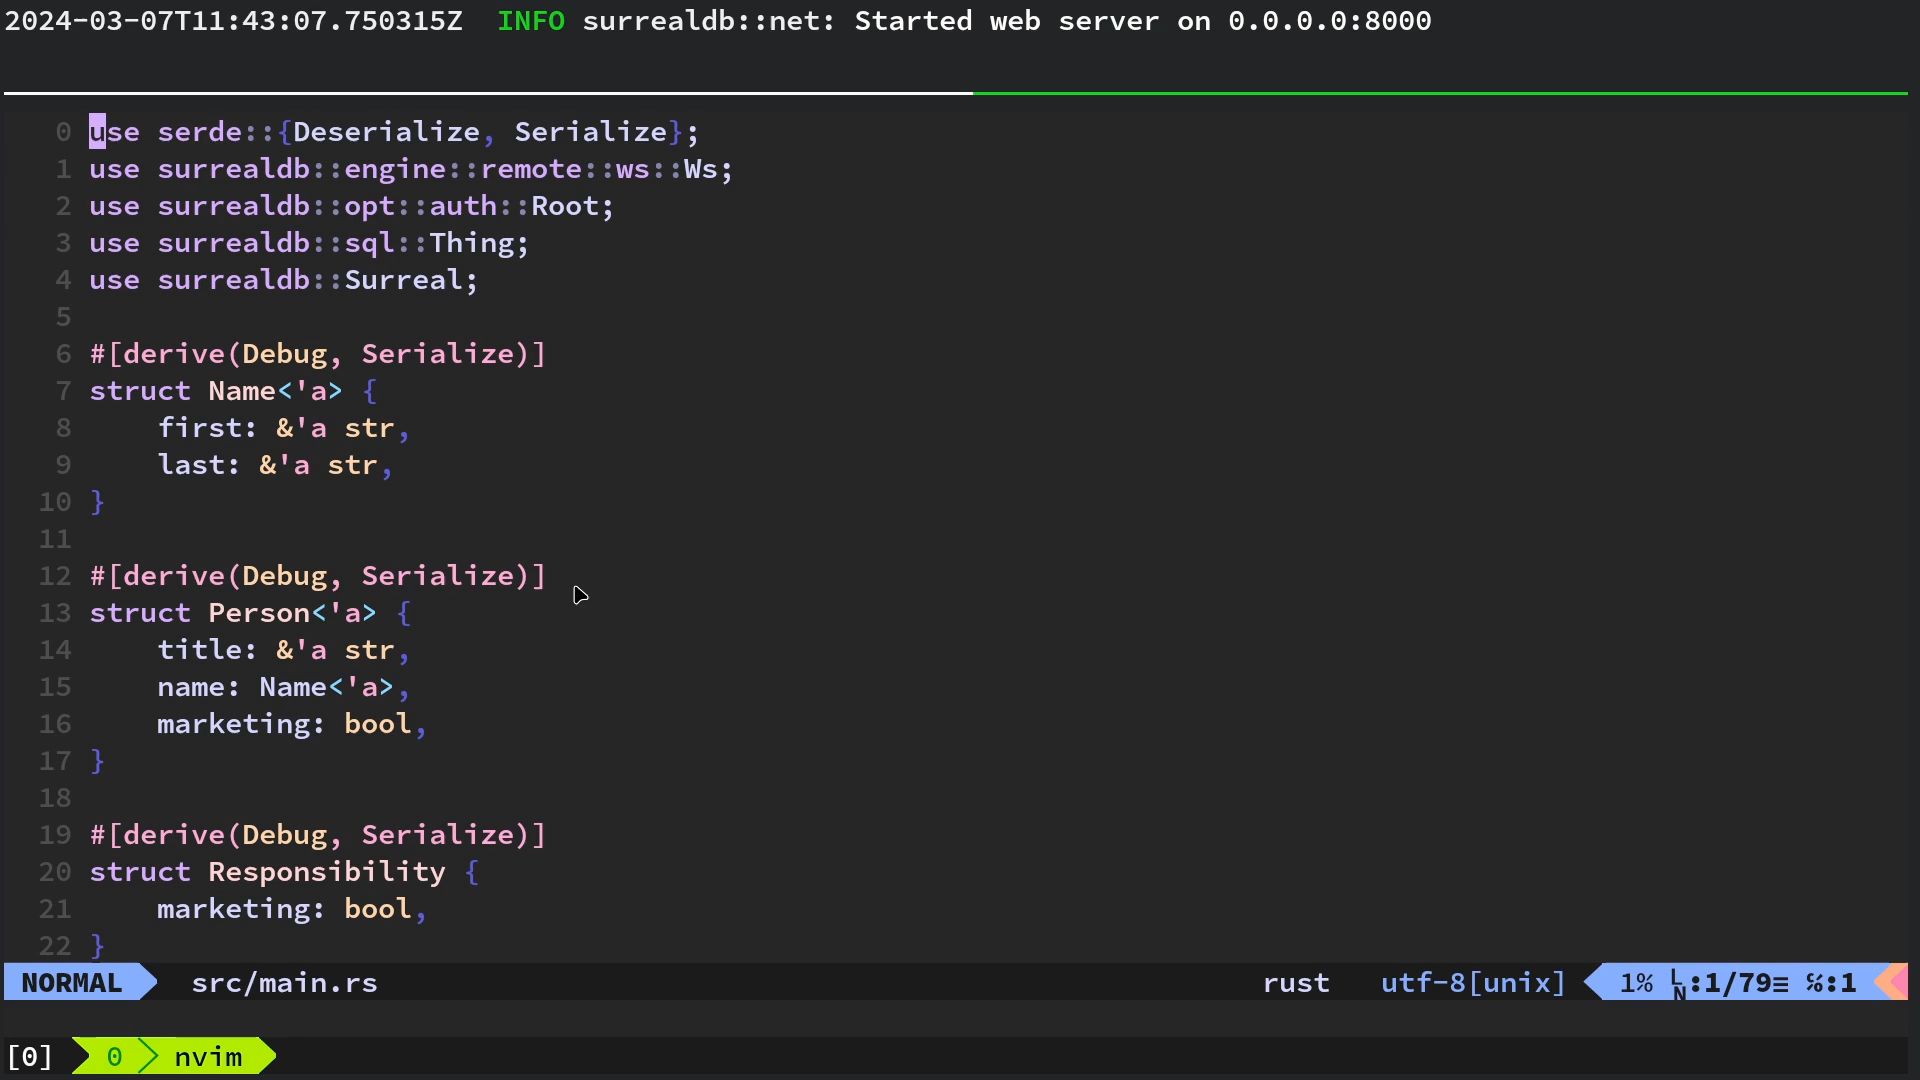 2024-03-07T11:43:07.750315Z  INFO surrealdb::net: Started web server on 0.0.0.0:8000
0 use serde::{Deserialize, Serialize};
1 use surrealdb::engine::remote::ws::Ws;
2 use surrealdb::opt::auth::Root;
3 use surrealdb::sql::Thing;
4 use surrealdb::Surreal;
5
6 #[derive(Debug, Serialize)]
7 struct Name<'a> {
8     first: &'a str,
9     last: &'a str,
10 }
11
12 #[derive(Debug, Serialize)]
13 struct Person<'a> {
14     title: &'a str,
15     name: Name<'a>,
16     marketing: bool,
17 }
18
19 #[derive(Debug, Serialize)]
20 struct Responsibility {
21     marketing: bool,
22 }
NORMAL src/main.rs rust utf-8[unix] 1% ␤:1/79≡ ℅:1
[0] 0 nvim